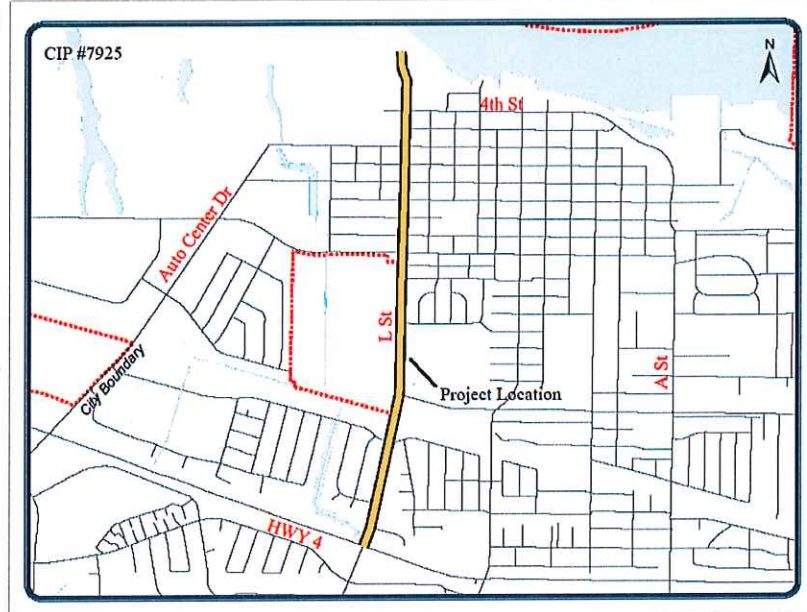 CIP #7925
N
4th St
Auto Center Dr
L St
A St
City Boundary
Project Location
HWY 4